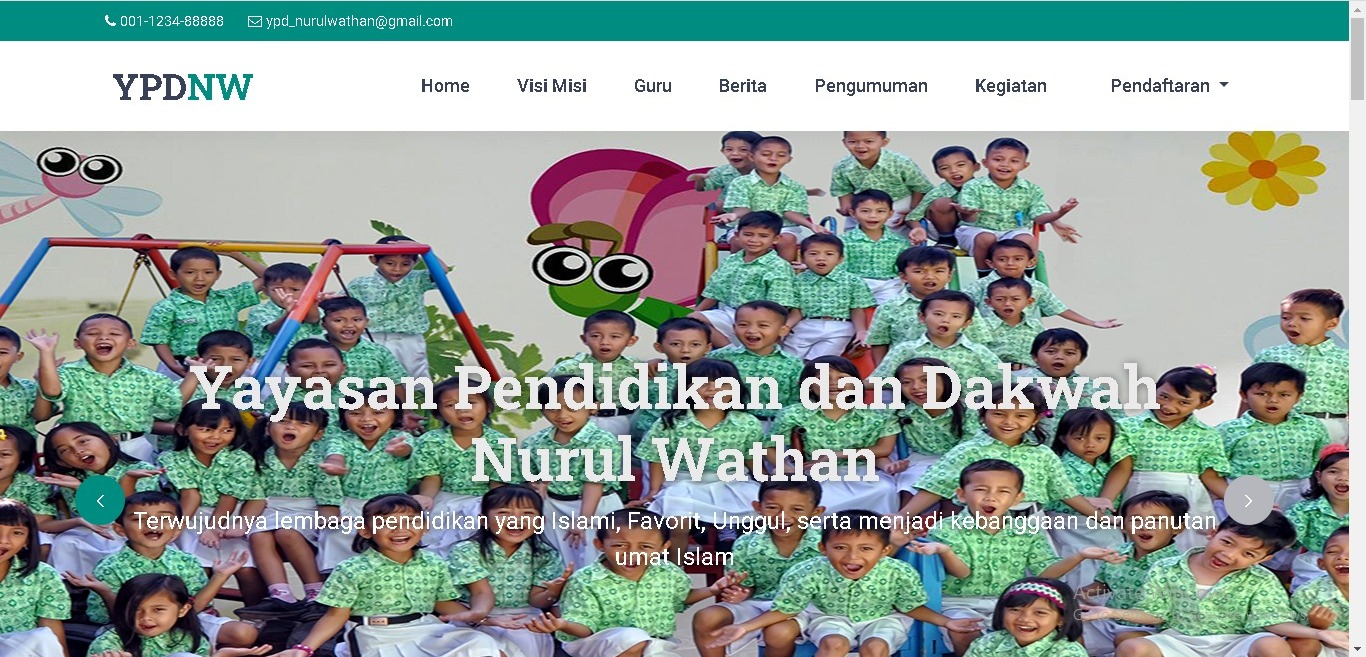 001-1234-88888 ypd_nurulwathan@gmail.com
YPDNW Home Visi Misi Guru Berita Pengumuman Kegiatan Pendaftaran
Yayasan Pendidikan dan Dakwah
Nurul Wathan
Terwujudnya lembaga pendidikan yang Islami, Favorit, Unggul, serta menjadi kebanggaan dan panutan
umat Islam
Activate